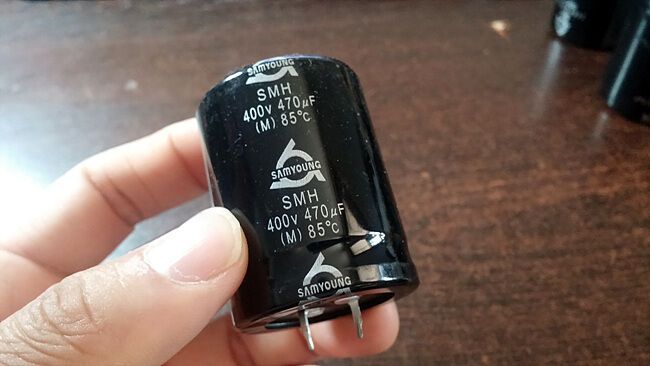 SAMYOUNG
SMH
400V 470µF
(M) 85℃
SAMYOUNG
SMH
400V 470µF
(M) 85℃
SAMYOUNG